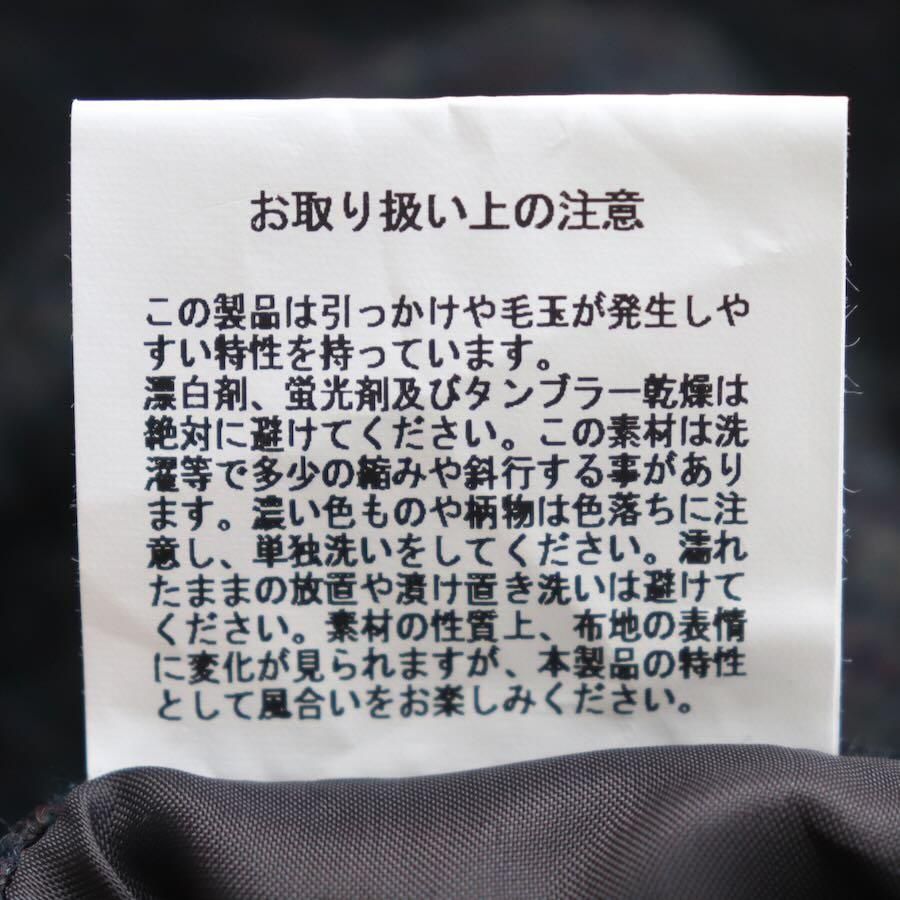 お取り扱い上の注意
この製品は引っかけや毛玉が発生しや
すい特性を持っています。
漂白剤、蛍光剤及びタンブラー乾燥は
絶対に避けてください。この素材は洗
濯等で多少の縮みや斜行する事があり
ます。濃い色ものや柄物は色落ちに注
意し、単独洗いをしてください。濡れ
たままの放置や漬け置き洗いは避けて
ください。素材の性質上、布地の表情
に変化が見られますが、本製品の特性
として風合いをお楽しみください。